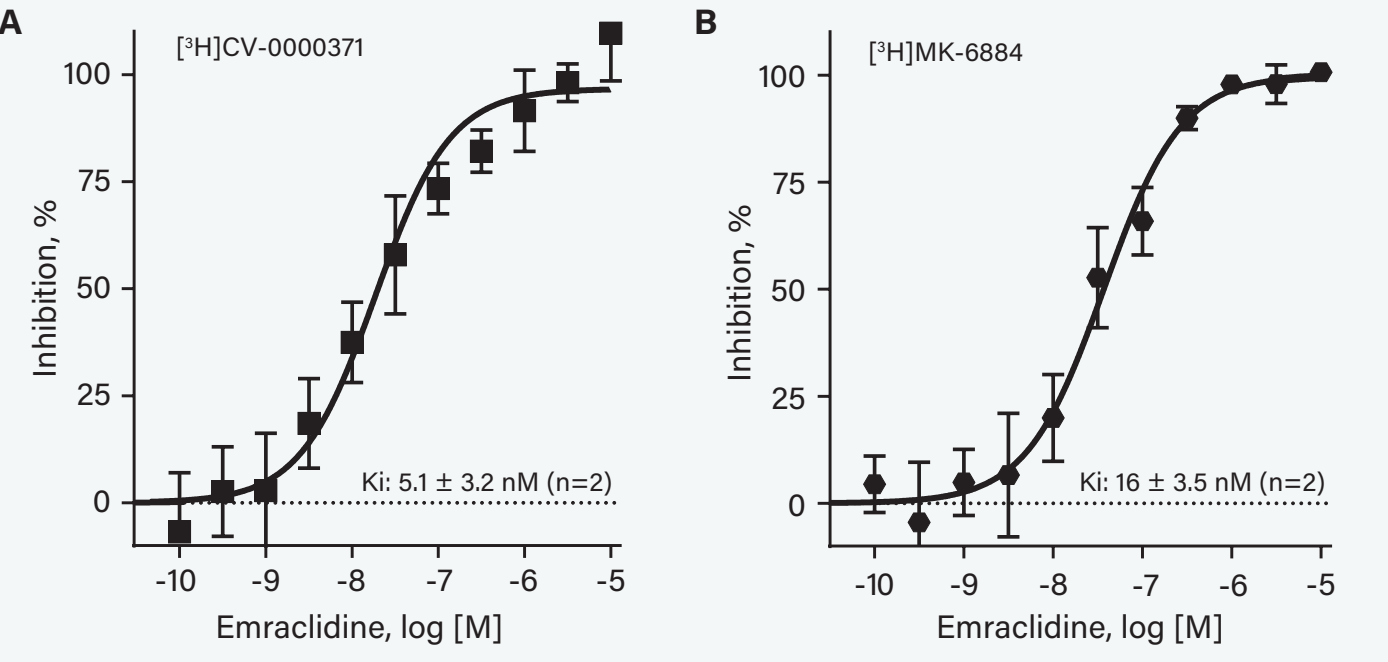 A
[³H]CV-0000371
100
75
50
25
0
Inhibition, %
Ki: 5.1 ± 3.2 nM (n=2)
-10 -9 -8 -7 -6 -5
Emraclidine, log [M]
B
[³H]MK-6884
100
75
50
25
0
Inhibition, %
Ki: 16 ± 3.5 nM (n=2)
-10 -9 -8 -7 -6 -5
Emraclidine, log [M]